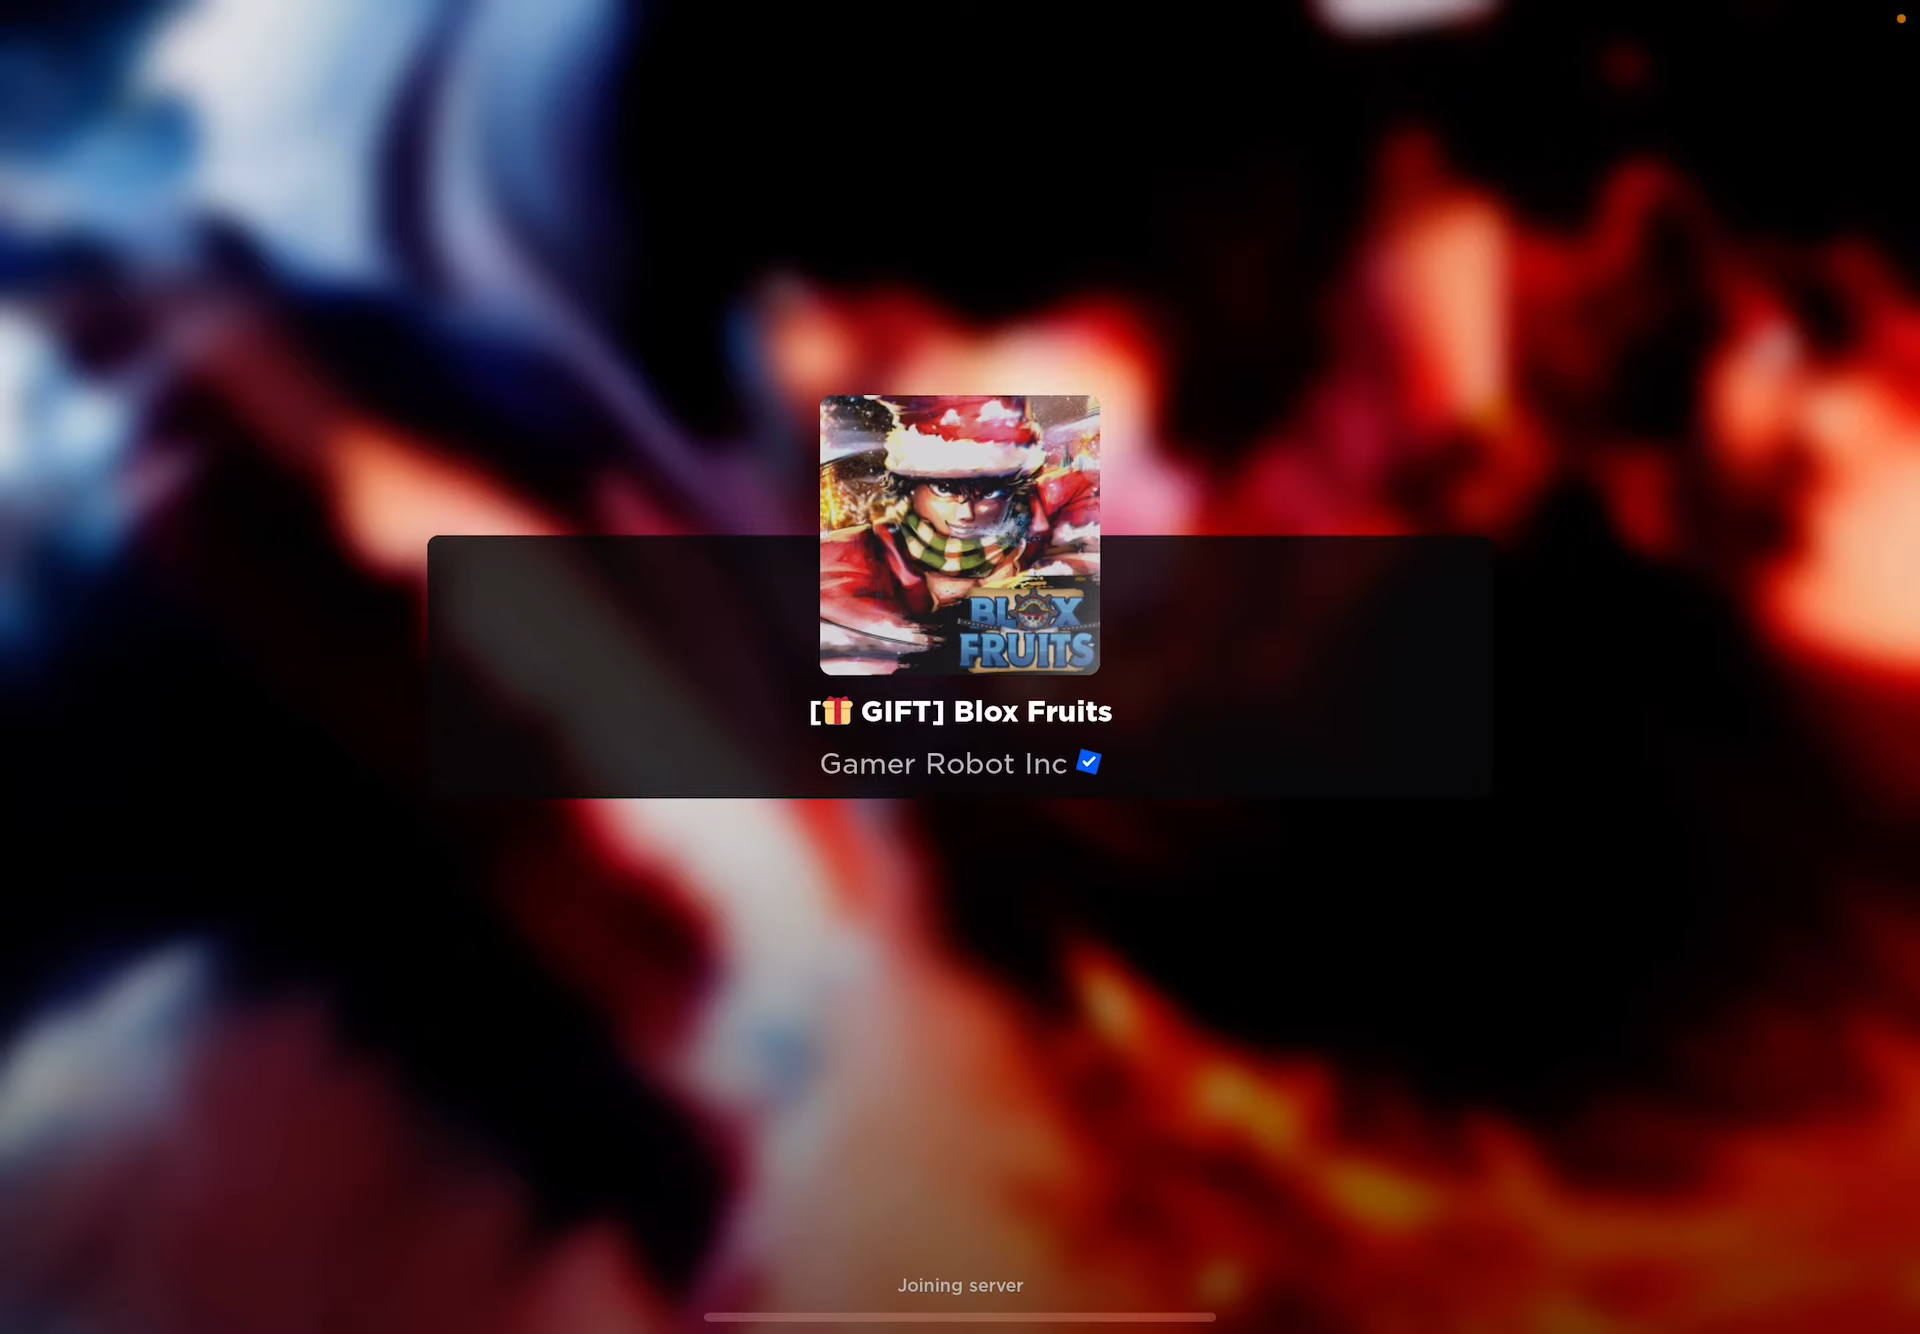 BLOX
FRUITS
[🎁 GIFT] Blox Fruits
Gamer Robot Inc
Joining server